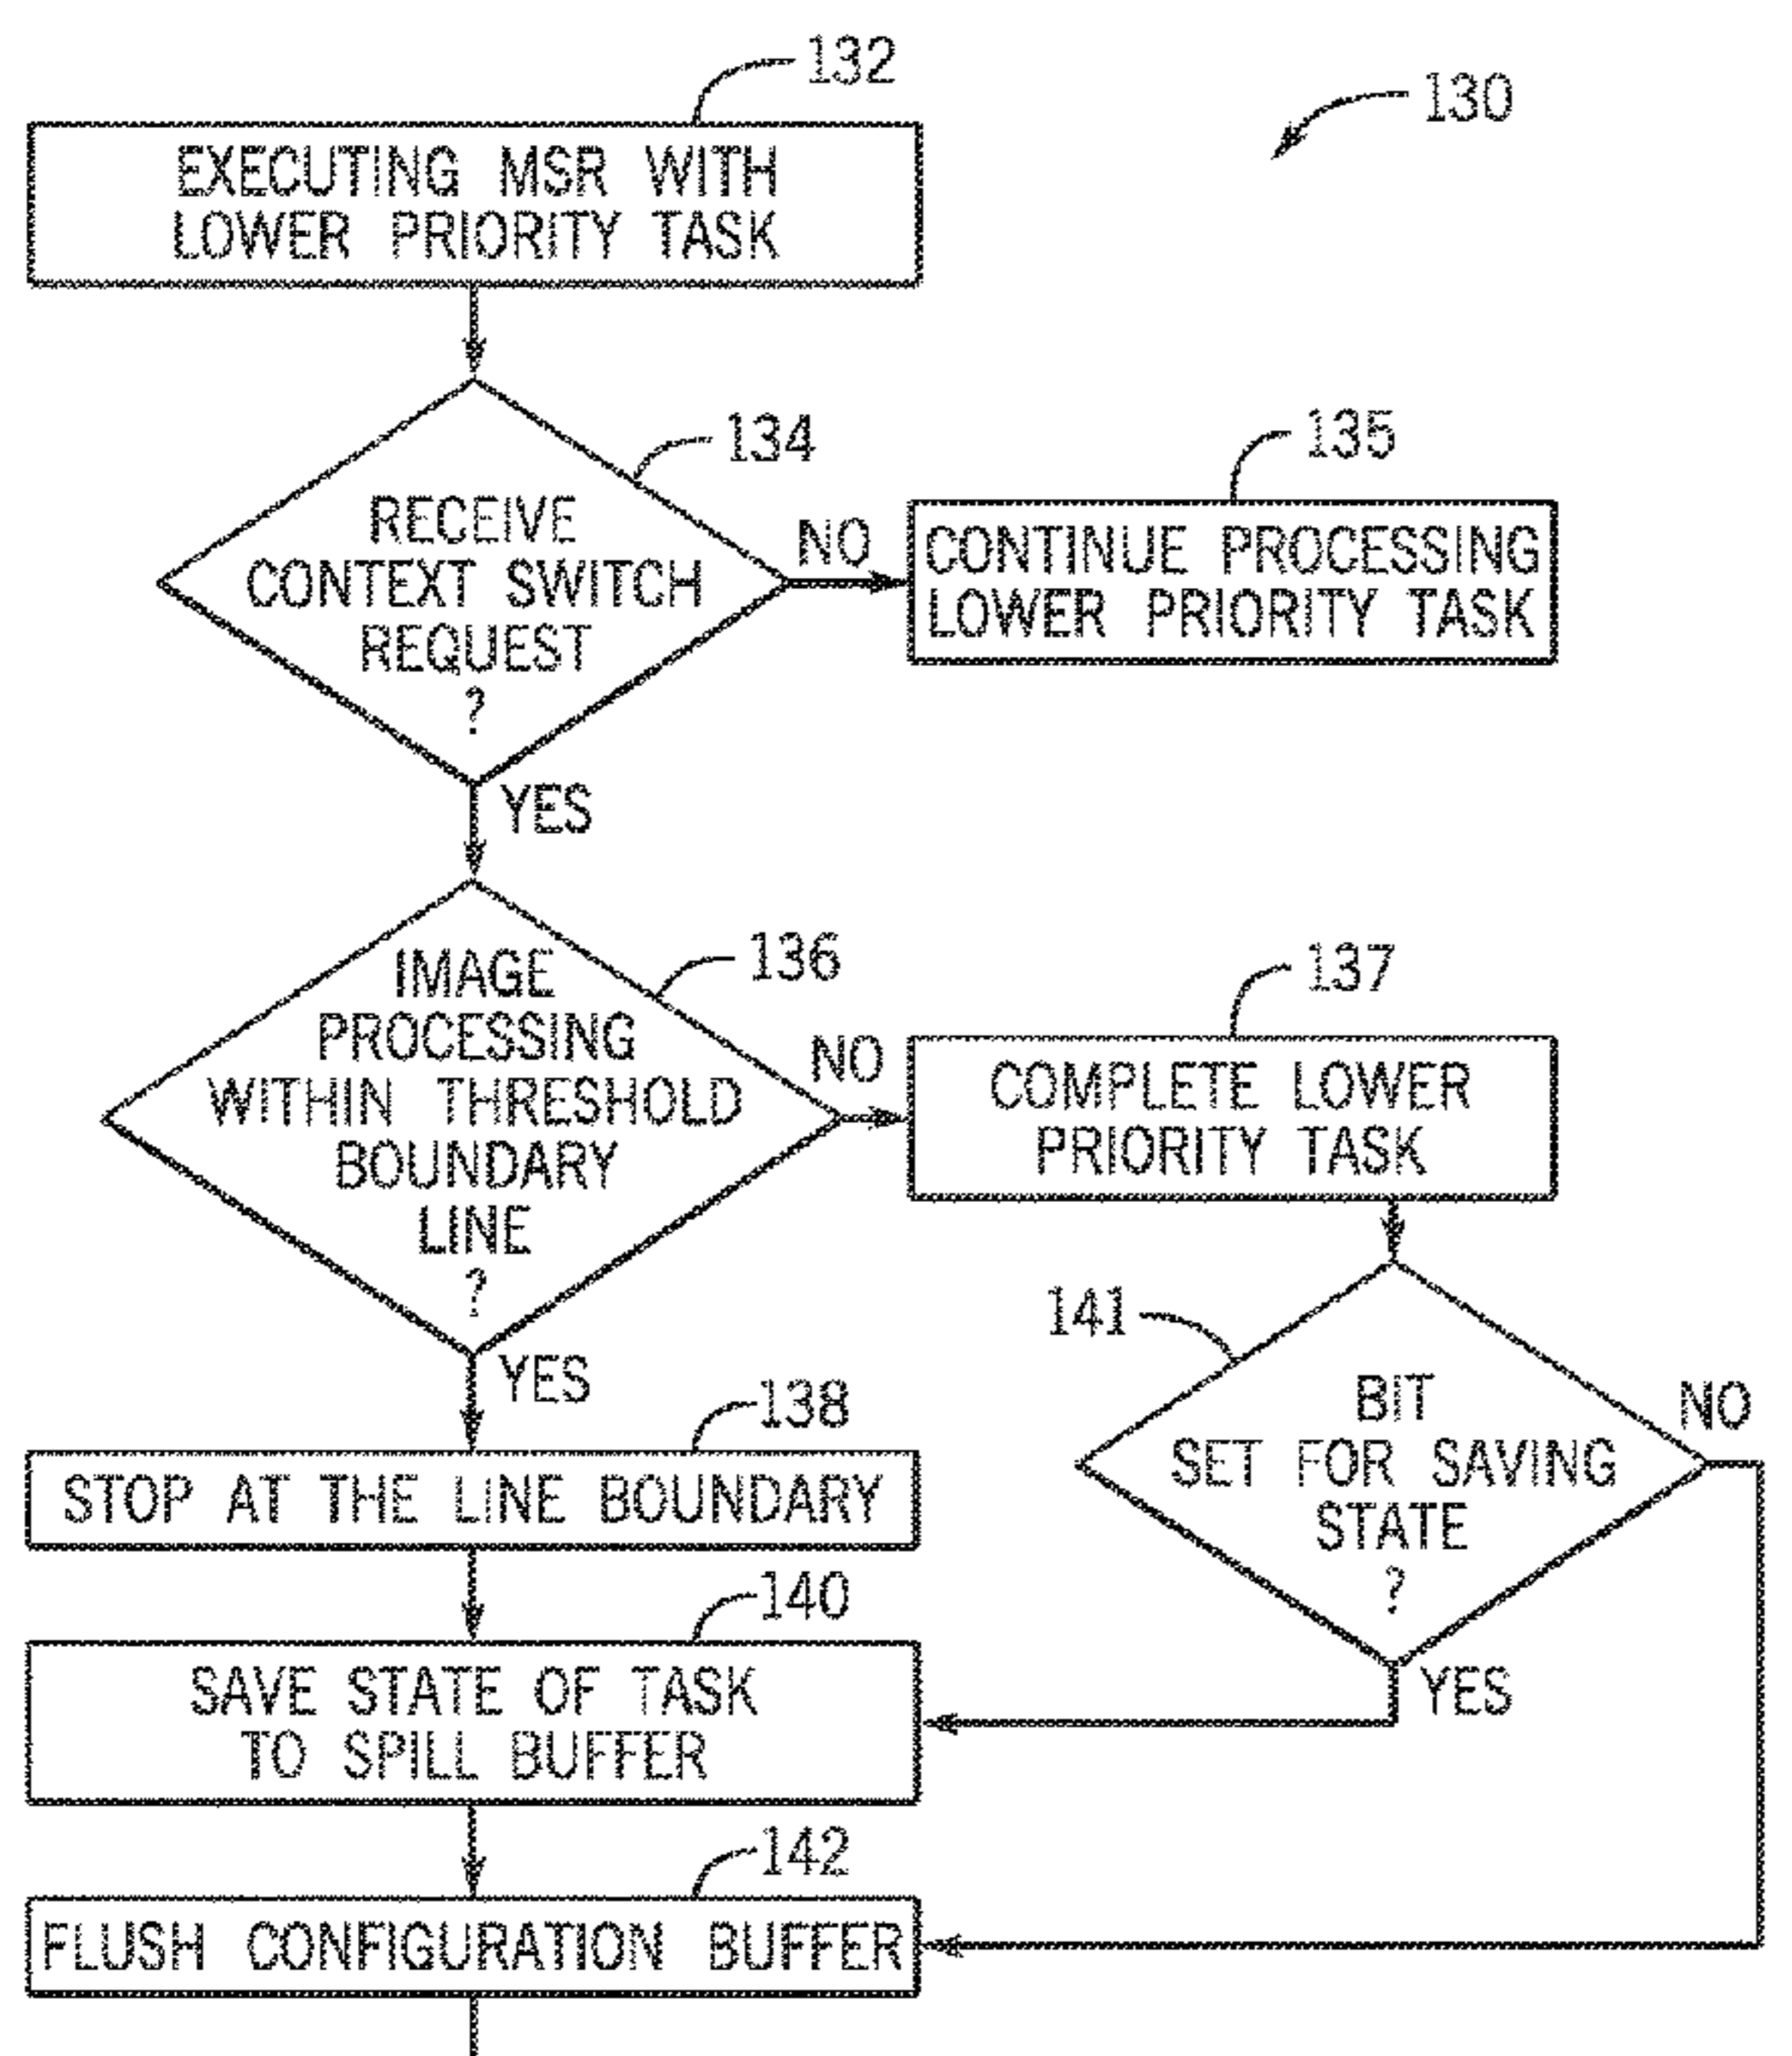 132
130
EXECUTING MSR WITH
LOWER PRIORITY TASK
134
135
RECEIVE
CONTEXT SWITCH
REQUEST
?
NO
CONTINUE PROCESSING
LOWER PRIORITY TASK
YES
136
137
IMAGE
PROCESSING
WITHIN THRESHOLD
BOUNDARY
LINE
?
NO
COMPLETE LOWER
PRIORITY TASK
YES
141
BIT
SET FOR SAVING
STATE
?
NO
YES
138
STOP AT THE LINE BOUNDARY
140
SAVE STATE OF TASK
TO SPILL BUFFER
142
FLUSH CONFIGURATION BUFFER